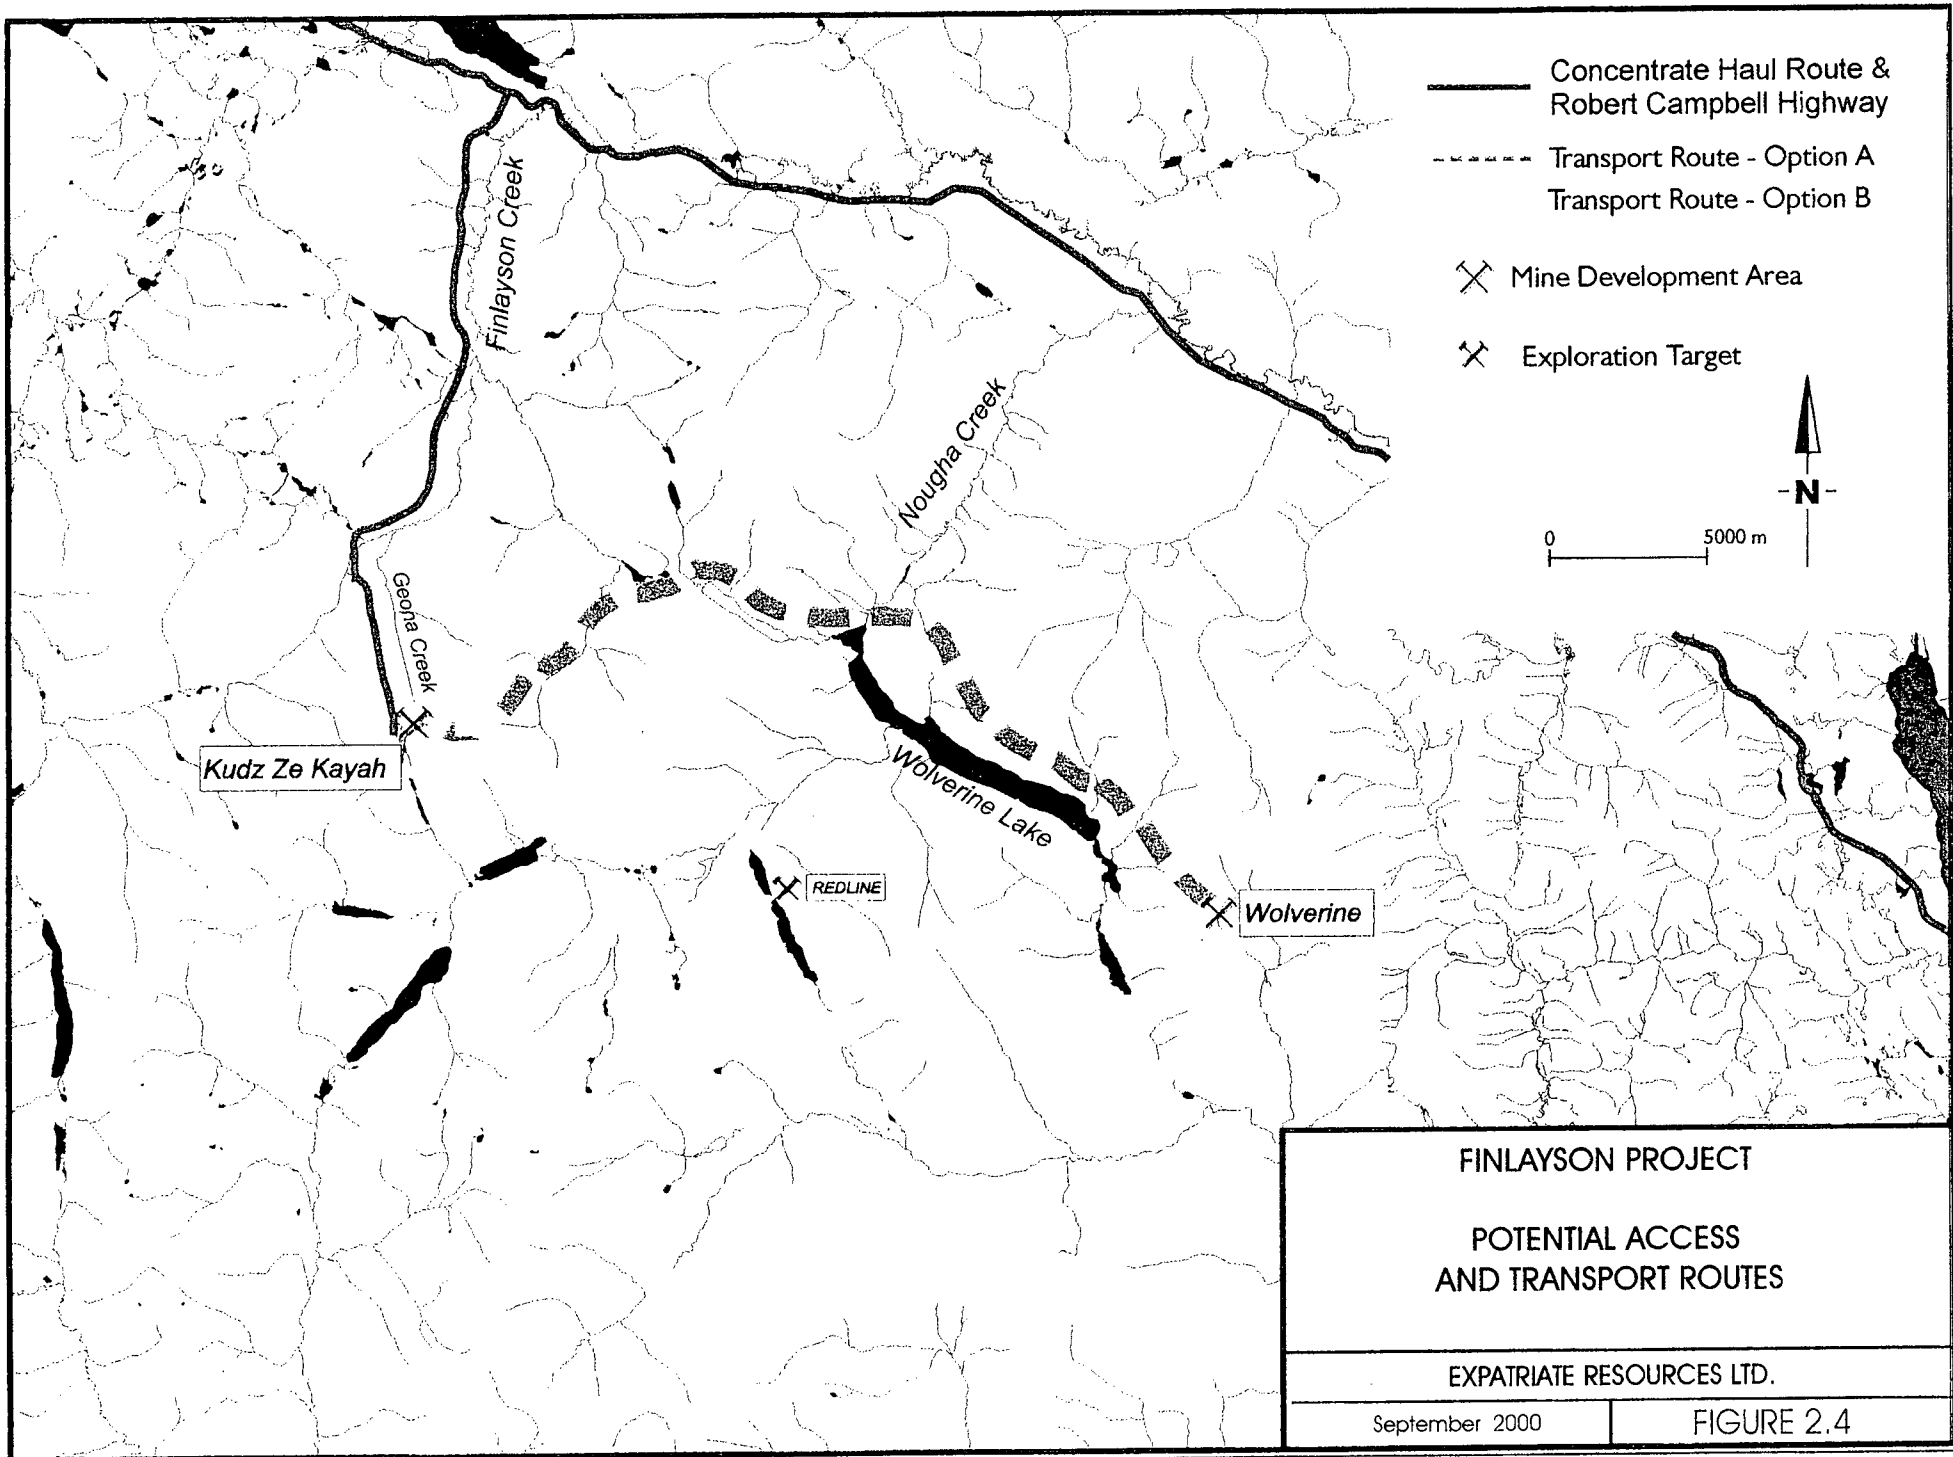 Concentrate Haul Route &
Robert Campbell Highway
Transport Route - Option A
Transport Route - Option B
Mine Development Area
Exploration Target
N
0 5000 m
Finlayson Creek
Nougha Creek
Geona Creek
Kudz Ze Kayah
Wolverine Lake
REDLINE
Wolverine
FINLAYSON PROJECT
POTENTIAL ACCESS
AND TRANSPORT ROUTES
EXPATRIATE RESOURCES LTD.
September 2000
FIGURE 2.4